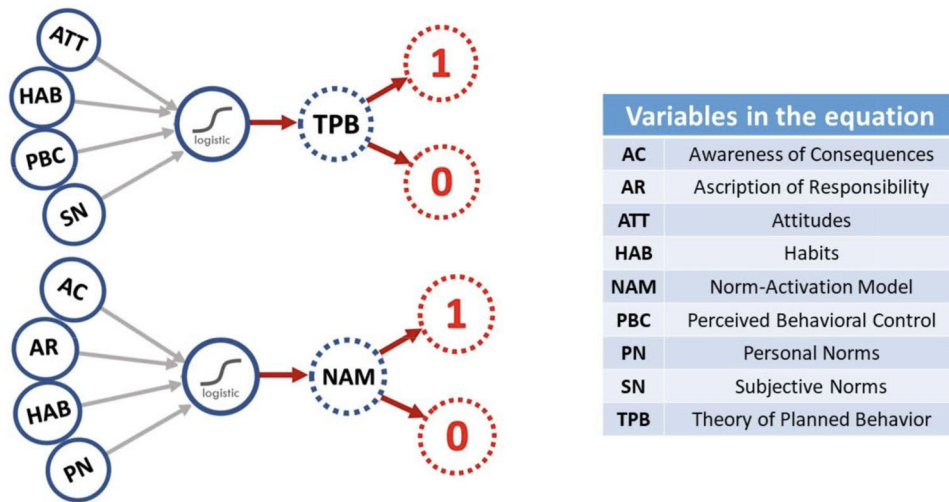 ATT
HAB
PBC
SN
logistic
TPB
1
0
AC
AR
HAB
PN
logistic
NAM
1
0
Variables in the equation
AC Awareness of Consequences
AR Ascription of Responsibility
ATT Attitudes
HAB Habits
NAM Norm-Activation Model
PBC Perceived Behavioral Control
PN Personal Norms
SN Subjective Norms
TPB Theory of Planned Behavior